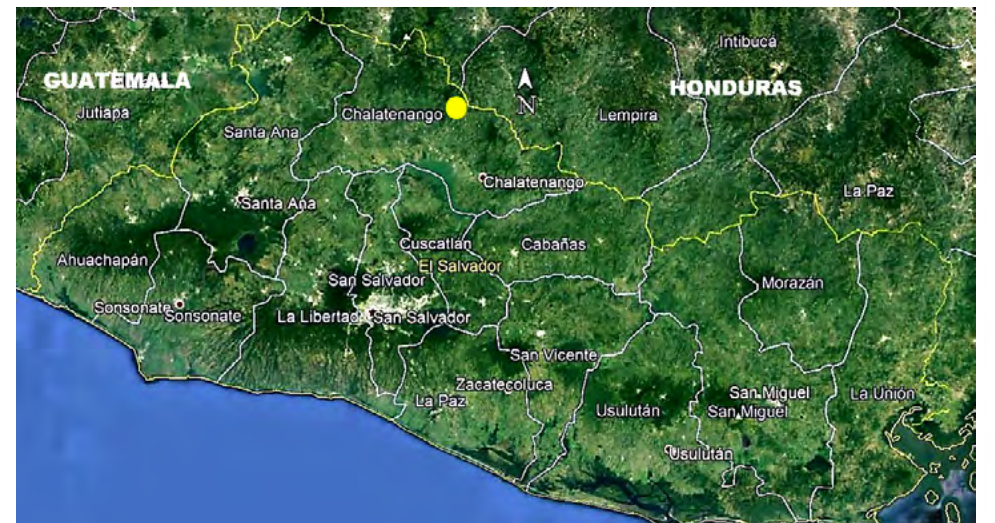 Intibucá
GUATEMALA
HONDURAS
Jutiapa
Chalatenango
Lempira
N
Santa Ana
Chalatenango
La Paz
Santa Ana
Cuscatlán
Cabañas
Ahuachapán
El Salvador
San Salvador
Morazán
Sonsonate
Sonsonate
La Libertad
San Salvador
San Vicente
Zacatecoluca
La Paz
San Miguel
La Unión
Usulután
San Miguel
Usulután